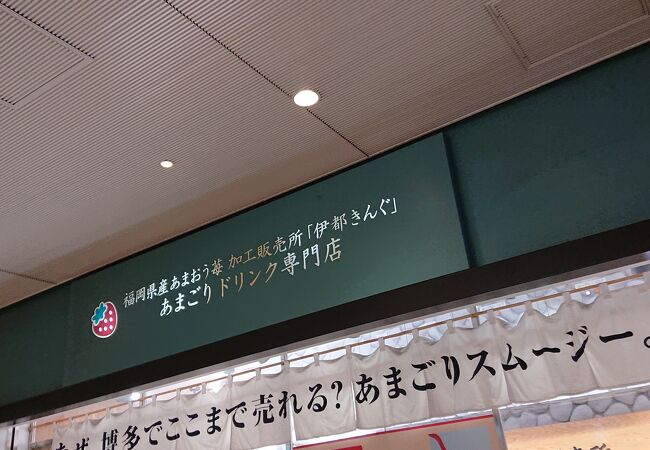 福岡県産あまおう苺 加工販売所「伊都きんぐ」
あまごりドリンク専門店
なぜ、博多でここまで売れる？あまごりスムージー。